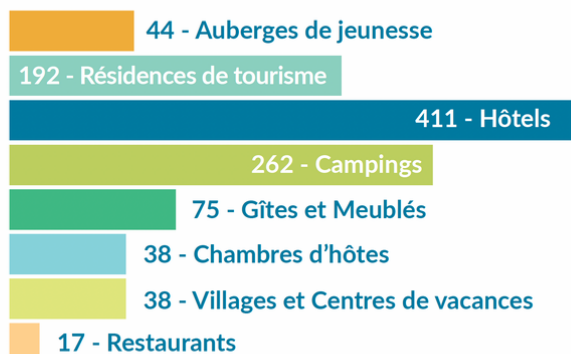 44 - Auberges de jeunesse
192 - Résidences de tourisme
411 - Hôtels
262 - Campings
75 - Gîtes et Meublés
38 - Chambres d’hôtes
38 - Villages et Centres de vacances
17 - Restaurants